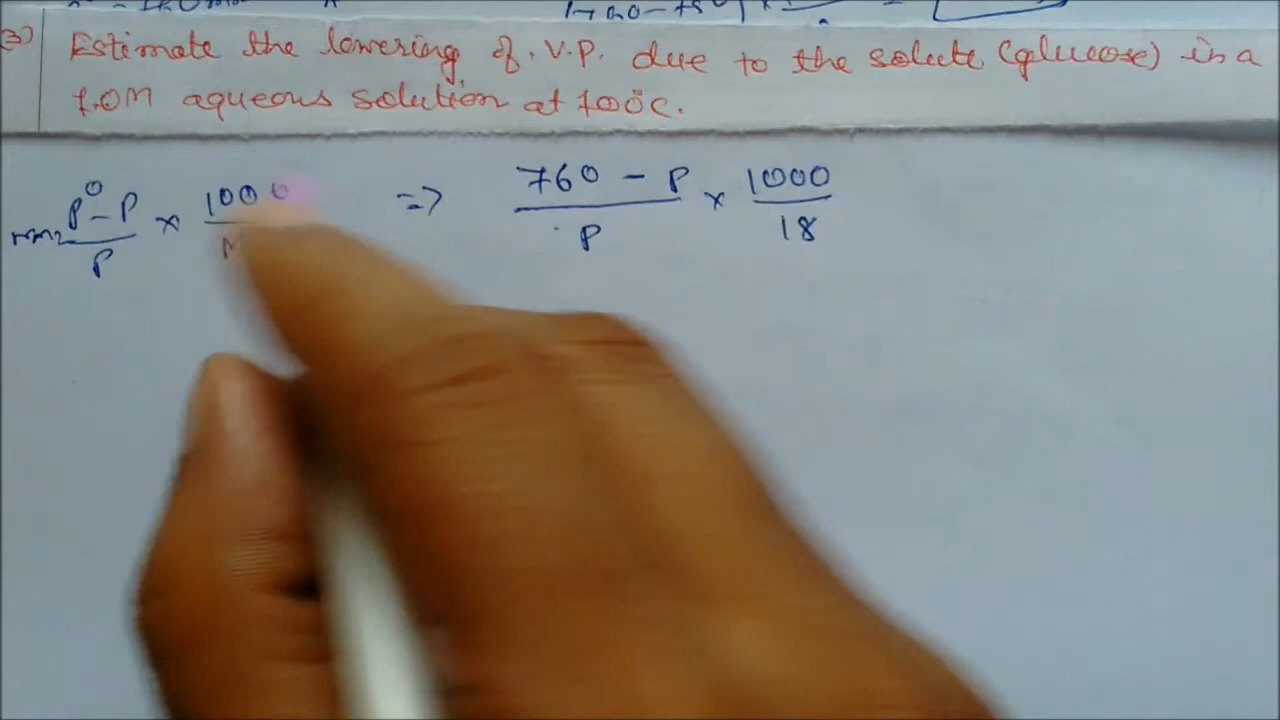 (3) Estimate the lowering of. V.P. due to the solute (glucose) in a
1.0M aqueous solution at 100°C.
P° - P / P × 1000 / M => 760 - P / P × 1000 / 18